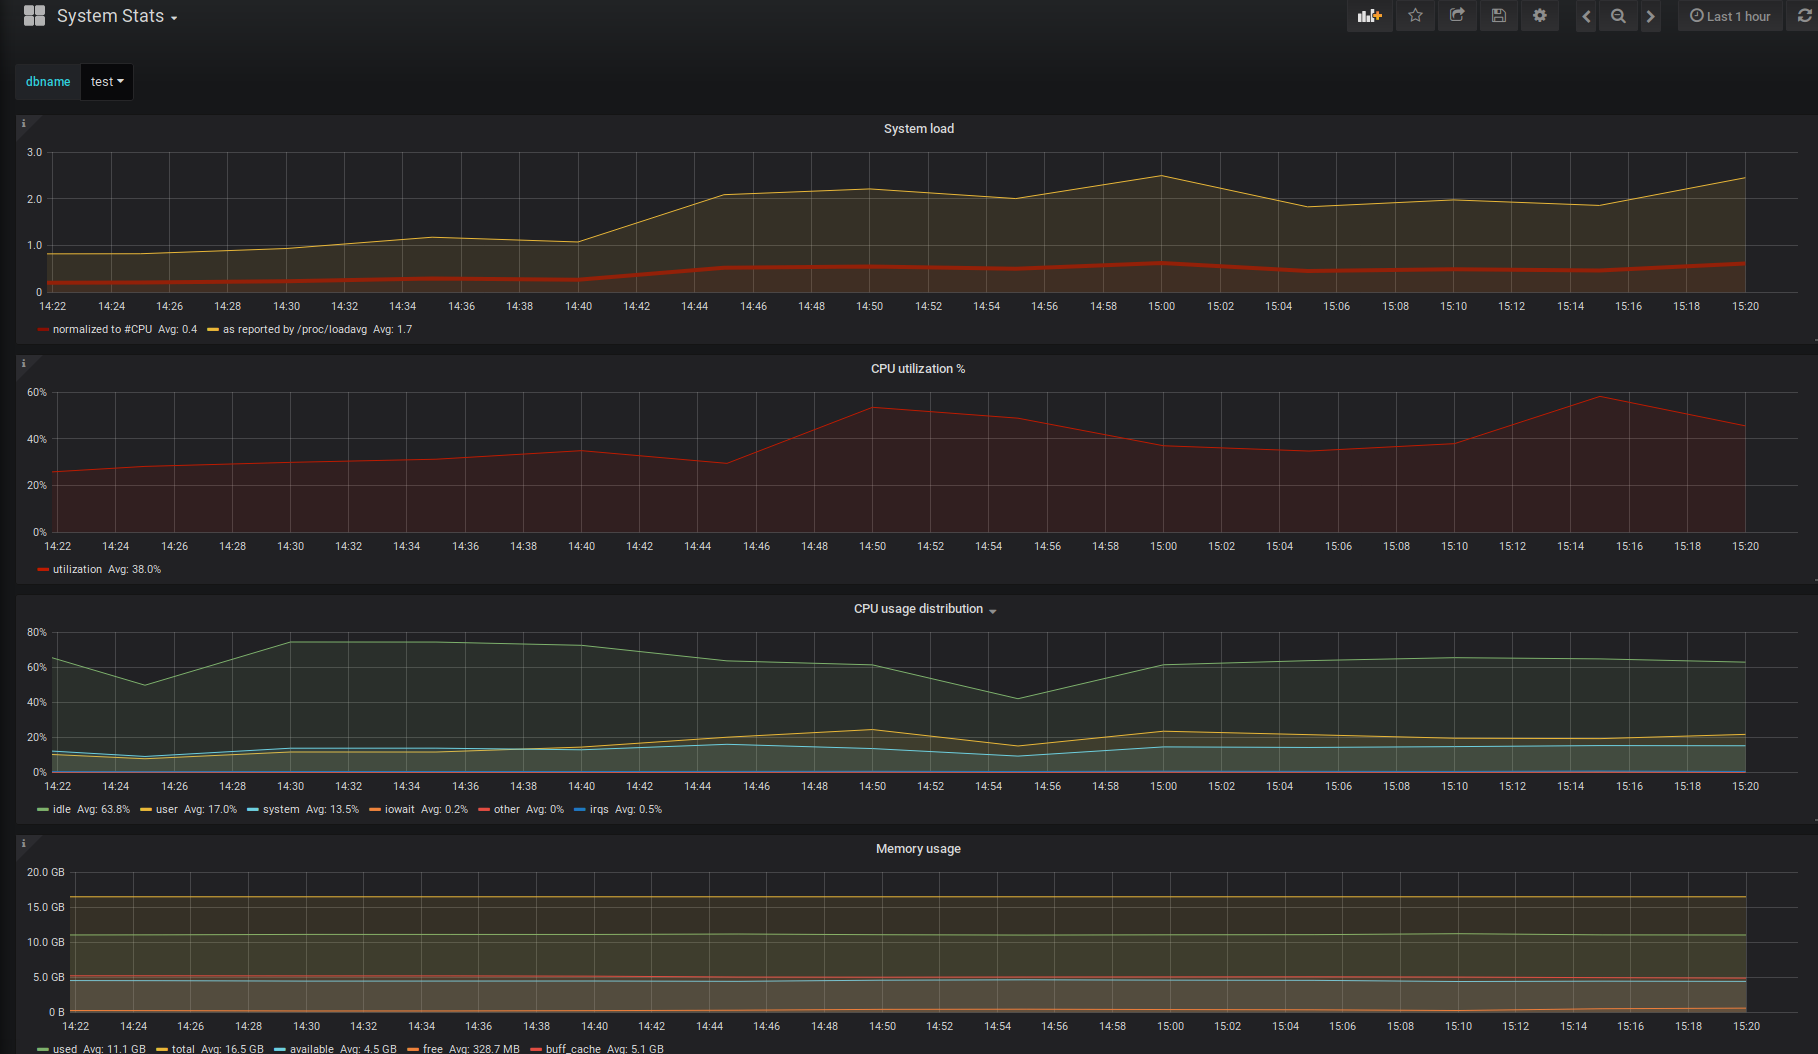 System Stats
Last 1 hour
dbname test
System load
3.0
2.0
1.0
0
14:22 14:24 14:26 14:28 14:30 14:32 14:34 14:36 14:38 14:40 14:42 14:44 14:46 14:48 14:50 14:52 14:54 14:56 14:58 15:00 15:02 15:04 15:06 15:08 15:10 15:12 15:14 15:16 15:18 15:20
normalized to #CPU Avg: 0.4 as reported by /proc/loadavg Avg: 1.7
CPU utilization %
60%
40%
20%
0%
14:22 14:24 14:26 14:28 14:30 14:32 14:34 14:36 14:38 14:40 14:42 14:44 14:46 14:48 14:50 14:52 14:54 14:56 14:58 15:00 15:02 15:04 15:06 15:08 15:10 15:12 15:14 15:16 15:18 15:20
utilization Avg: 38.0%
CPU usage distribution
80%
60%
40%
20%
0%
14:22 14:24 14:26 14:28 14:30 14:32 14:34 14:36 14:38 14:40 14:42 14:44 14:46 14:48 14:50 14:52 14:54 14:56 14:58 15:00 15:02 15:04 15:06 15:08 15:10 15:12 15:14 15:16 15:18 15:20
idle Avg: 63.8% user Avg: 17.0% system Avg: 13.5% iowait Avg: 0.2% other Avg: 0% irqs Avg: 0.5%
Memory usage
20.0 GB
15.0 GB
10.0 GB
5.0 GB
0 B
14:22 14:24 14:26 14:28 14:30 14:32 14:34 14:36 14:38 14:40 14:42 14:44 14:46 14:48 14:50 14:52 14:54 14:56 14:58 15:00 15:02 15:04 15:06 15:08 15:10 15:12 15:14 15:16 15:18 15:20
used Avg: 11.1 GB total Avg: 16.5 GB available Avg: 4.5 GB free Avg: 328.7 MB buff_cache Avg: 5.1 GB